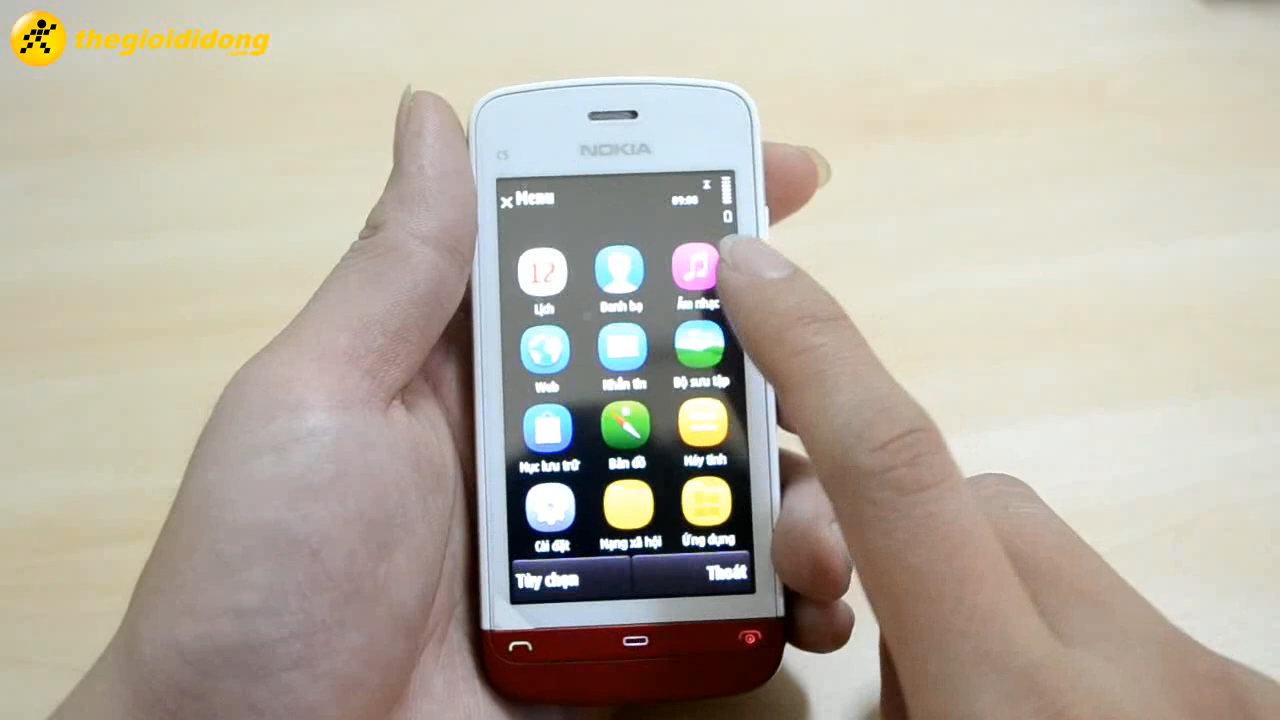 thegioididong
.com
C5
NOKIA
Menu
09:00
12
Lịch
Danh bạ
Âm nhạc
Web
Nhắn tin
Bộ sưu tập
Mục lưu trữ
Bản đồ
Máy tính
Cài đặt
Mạng xã hội
Ứng dụng
Tùy chọn
Thoát